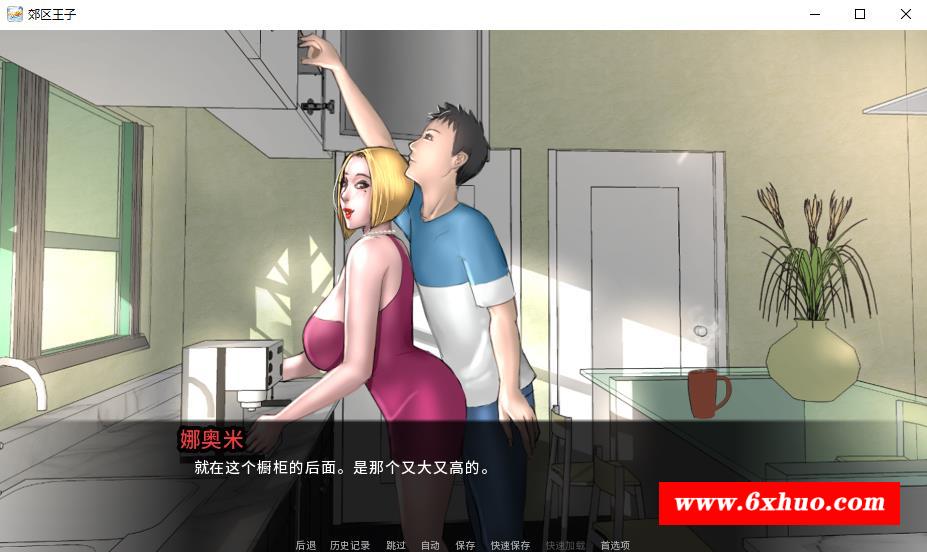 郊区王子
娜奥米
就在这个橱柜的后面。是那个又大又高的。
www.6xhuo.com
后退 历史记录 跳过 自动 保存 快速保存 快速加载 首选项